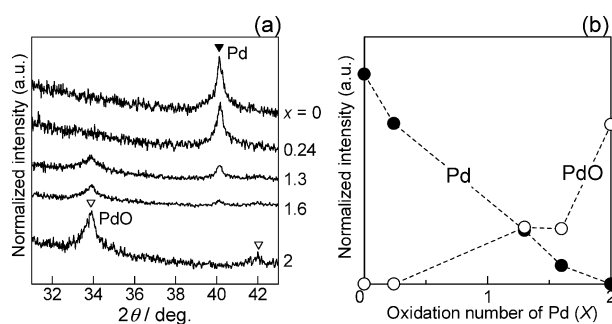 (a)
Normalized intensity (a.u.)
Pd
x = 0
0.24
1.3
1.6
PdO
2
32 34 36 38 40 42
2θ / deg.
(b)
Normalized intensity (a.u.)
Pd
PdO
0 1 2
Oxidation number of Pd (X)